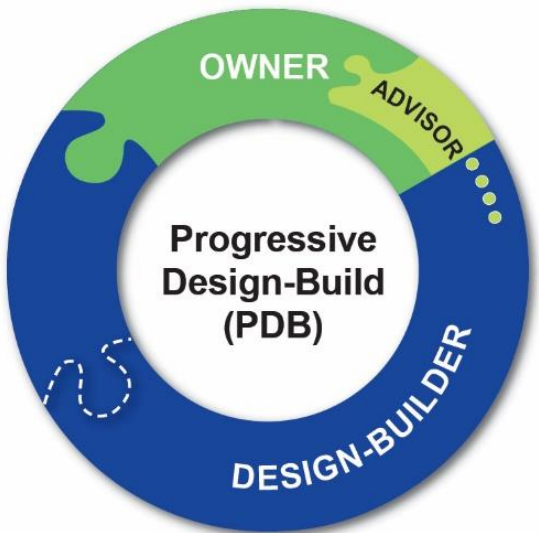 OWNER
ADVISOR
Progressive
Design-Build
(PDB)
DESIGN-BUILDER